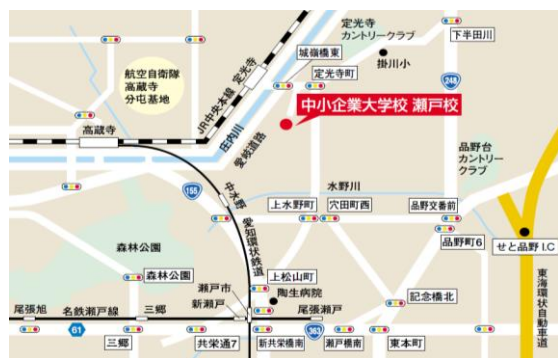 定光寺
カントリークラブ
城嶺橋東
掛川小
下半田川
定光寺町
航空自衛隊
高蔵寺
分屯基地
JR中央本線
定光寺
248
中小企業大学校 瀬戸校
高蔵寺
庄内川
愛岐道路
品野台
カントリー
クラブ
155
中水野
水野川
上水野町
穴田町西
品野交番前
愛知環状鉄道
品野町6
せと品野I.C
森林公園
森林公園
上松山町
瀬戸市
新瀬戸
陶生病院
記念橋北
東海環状自動車道
尾張旭
名鉄瀬戸線
三郷
尾張瀬戸
61
三郷
共栄通7
新共栄橋南
363
瀬戸橋南
東本町